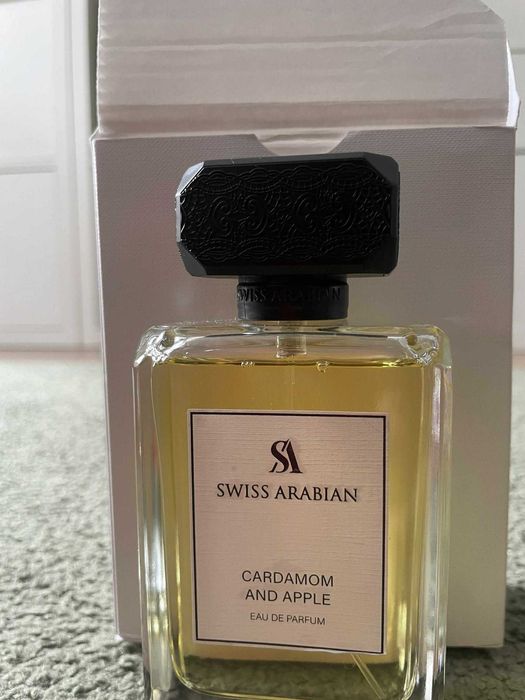 SWISS ARABIAN
SA
SWISS ARABIAN
CARDAMOM
AND APPLE
EAU DE PARFUM